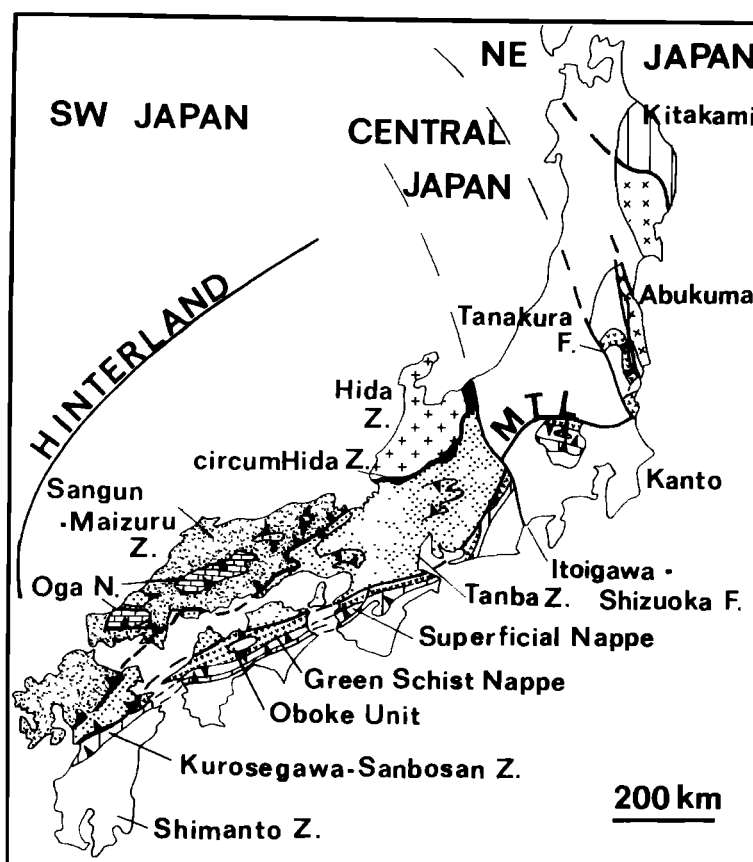 NE JAPAN
SW JAPAN
CENTRAL
JAPAN
Kitakami
HINTERLAND
Abukuma
Tanakura
F.
Hida
Z.
MTL
circumHida Z.
Kanto
Sangun
-Maizuru
Z.
Itoigawa -
Shizuoka F.
Oga N.
Tanba Z.
Superficial Nappe
Green Schist Nappe
Oboke Unit
Kurosegawa-Sanbosan Z.
200 km
Shimanto Z.